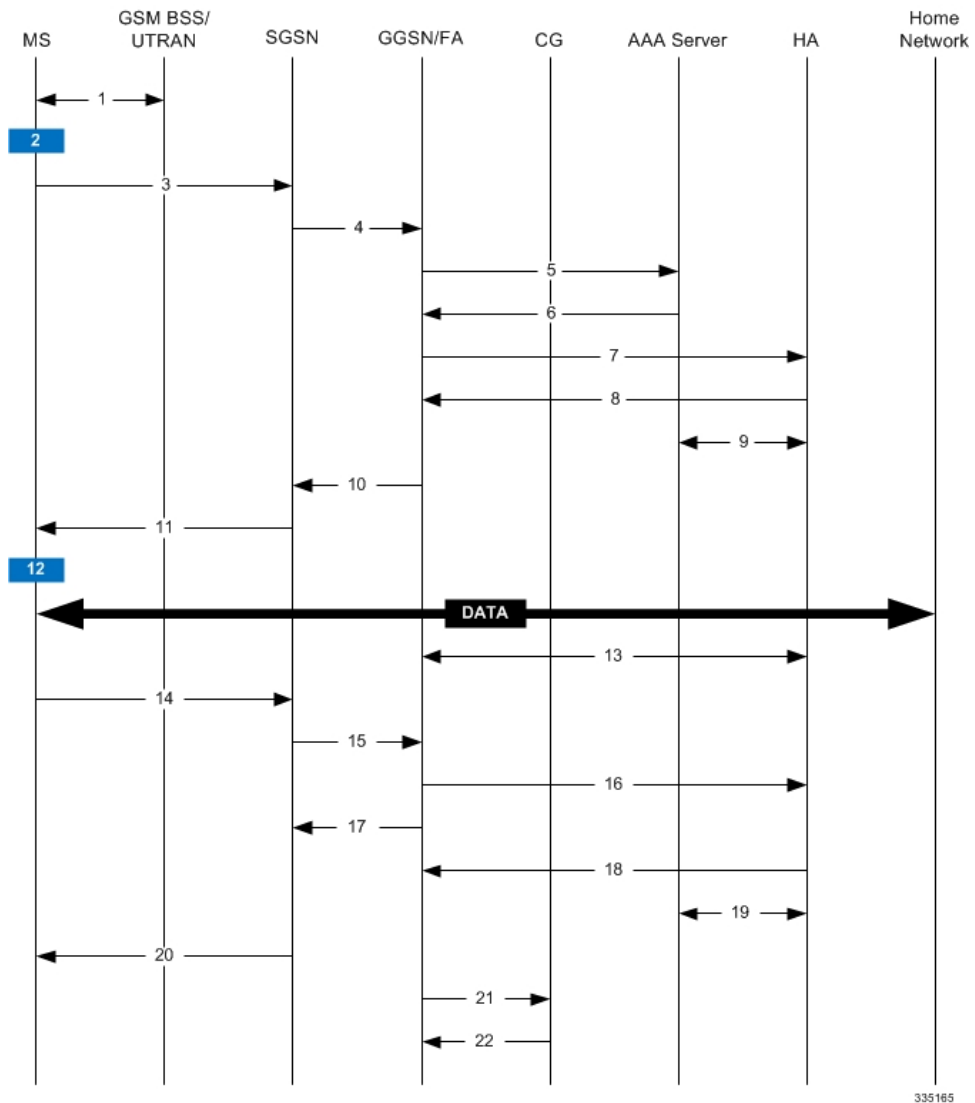 GSM BSS/
UTRAN
MS
SGSN
GGSN/FA
CG
AAA Server
HA
Home
Network
1
2
3
4
5
6
7
8
9
10
11
12
DATA
13
14
15
16
17
18
19
20
21
22
335165